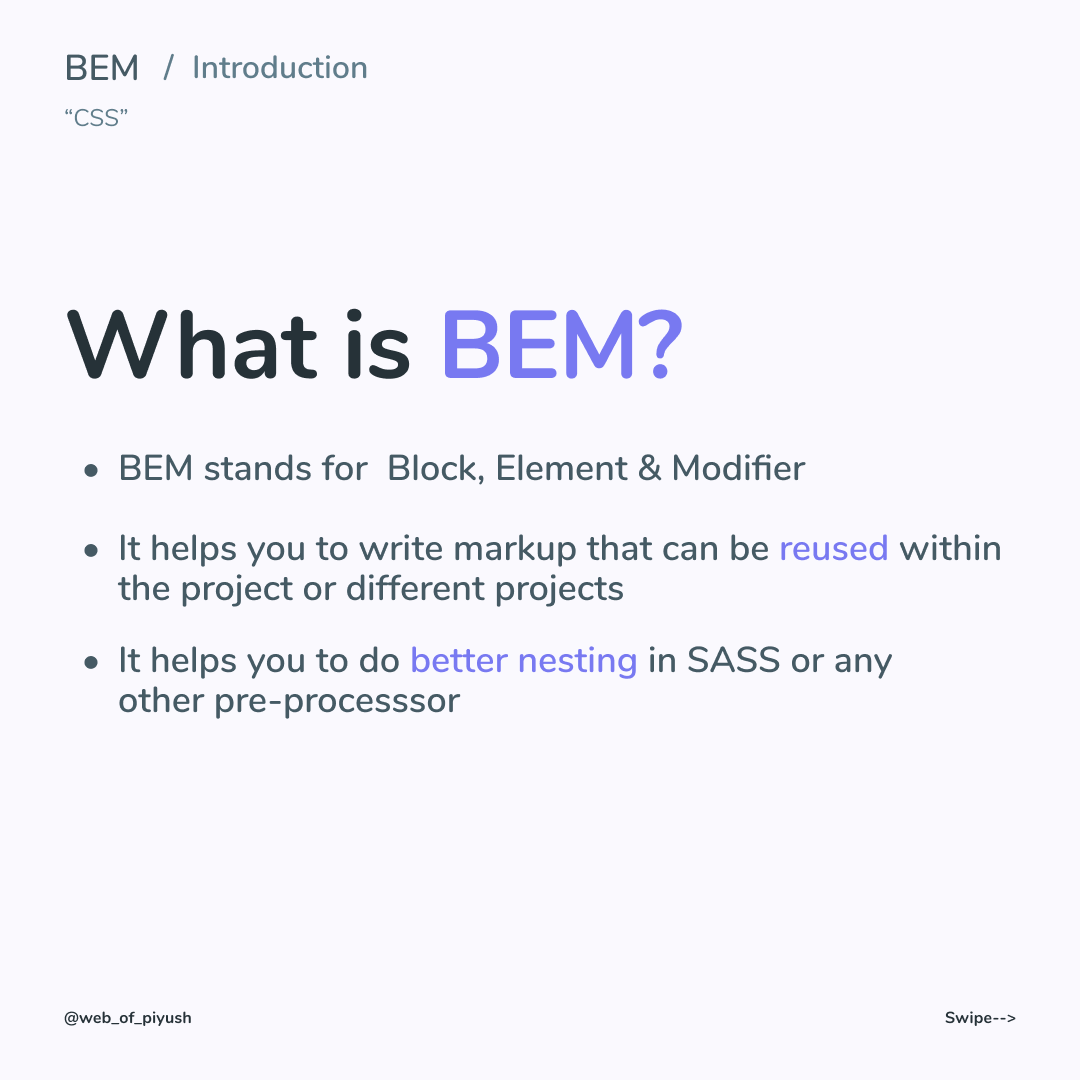 BEM / Introduction
“CSS”
What is BEM?
• BEM stands for  Block, Element & Modifier
• It helps you to write markup that can be reused within
the project or different projects
• It helps you to do better nesting in SASS or any
other pre-processsor
@web_of_piyush
Swipe-->